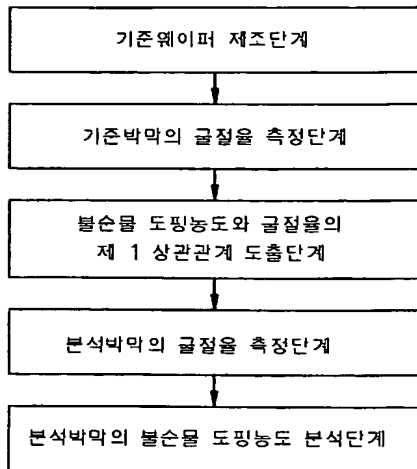 기준웨이퍼 제조단계
기준박막의 굴절율 측정단계
불순물 도핑농도와 굴절율의
제 1 상관관계 도출단계
분석박막의 굴절율 측정단계
분석박막의 불순물 도핑농도 분석단계